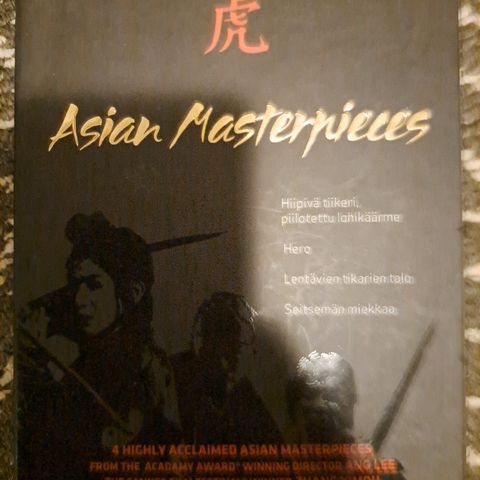 虎
Asian Masterpieces
Hiipivä tiikeri,
piilotettu lohikäärme
Hero
Lentävien tikarien talo
Seitsemän miekkaa
4 HIGHLY ACCLAIMED ASIAN MASTERPIECES
FROM THE ACADAMY AWARD® WINNING DIRECTOR ANG LEE